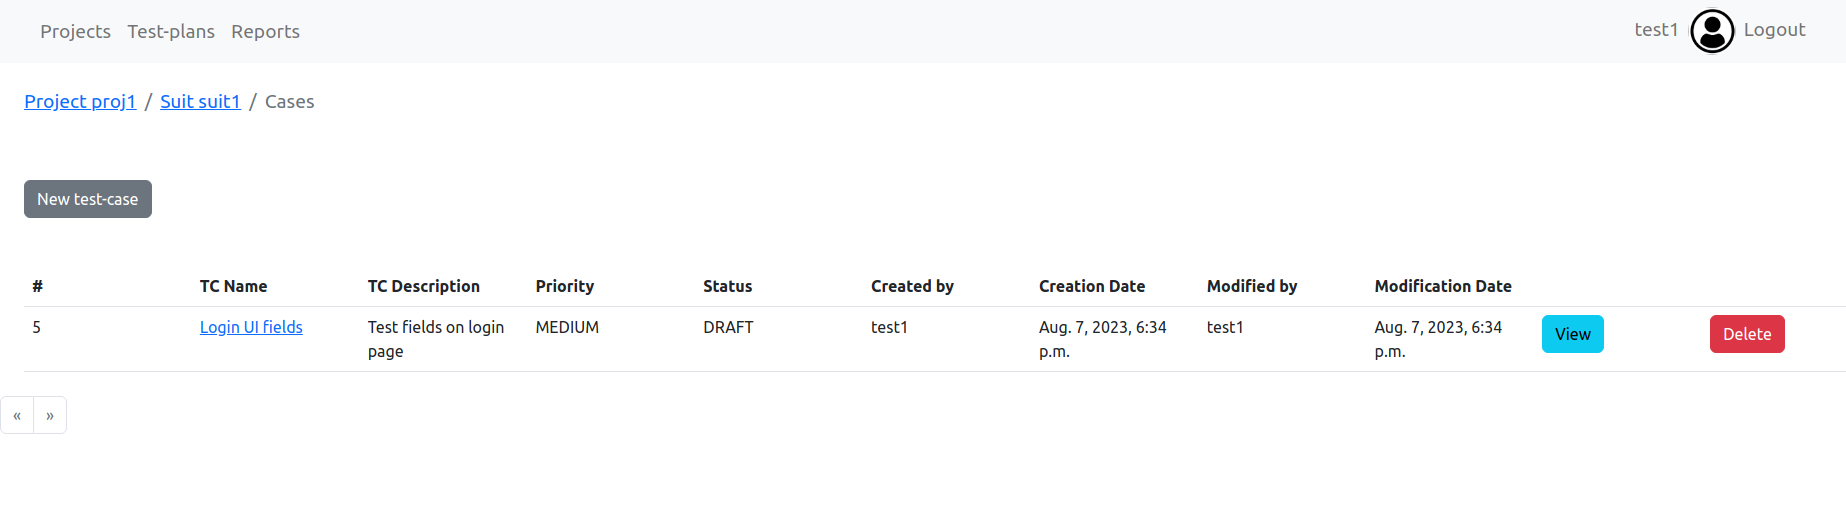 Projects Test-plans Reports test1 Logout
Project proj1 / Suit suit1 / Cases
New test-case
# TC Name TC Description Priority Status Created by Creation Date Modified by Modification Date
5 Login UI fields Test fields on login MEDIUM DRAFT test1 Aug. 7, 2023, 6:34 test1 Aug. 7, 2023, 6:34 View Delete
page p.m. p.m.
« »